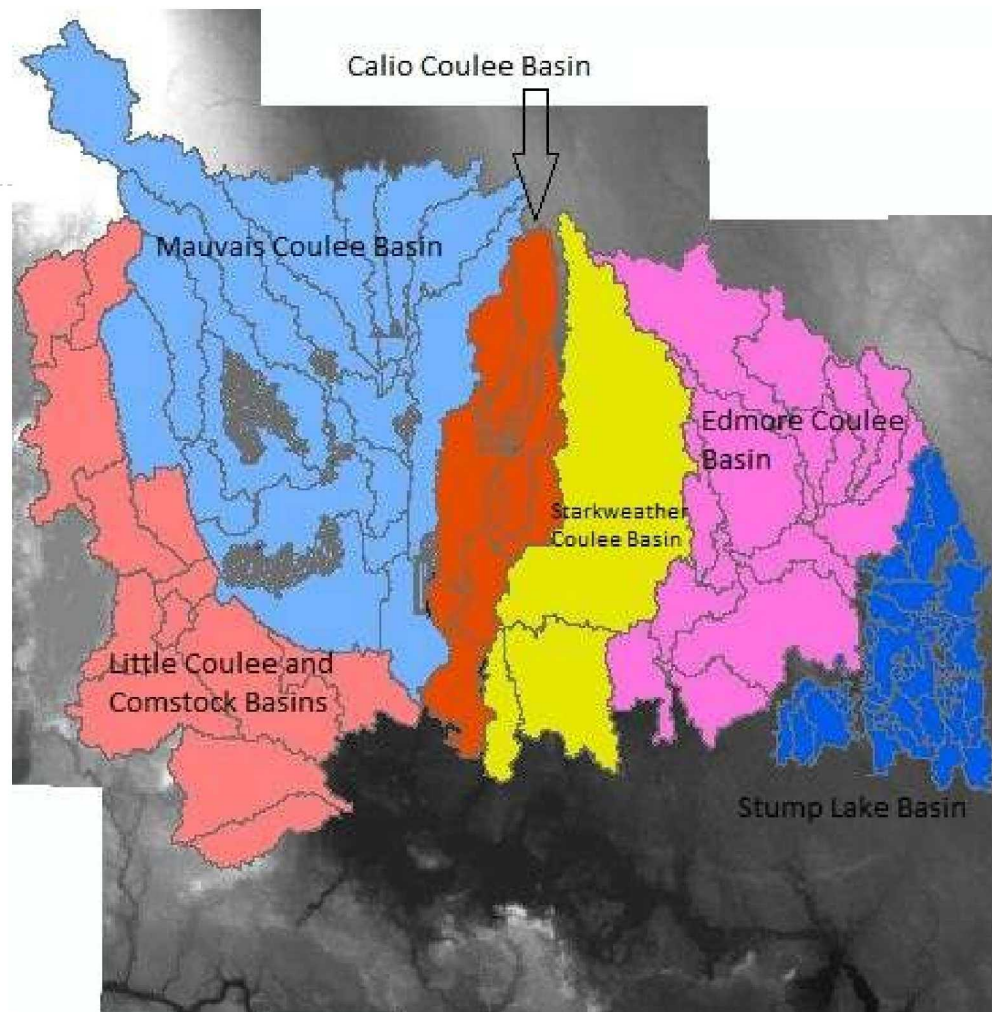 Calio Coulee Basin
Mauvais Coulee Basin
Edmore Coulee
Basin
Starkweather
Coulee Basin
Little Coulee and
Comstock Basins
Stump Lake Basin